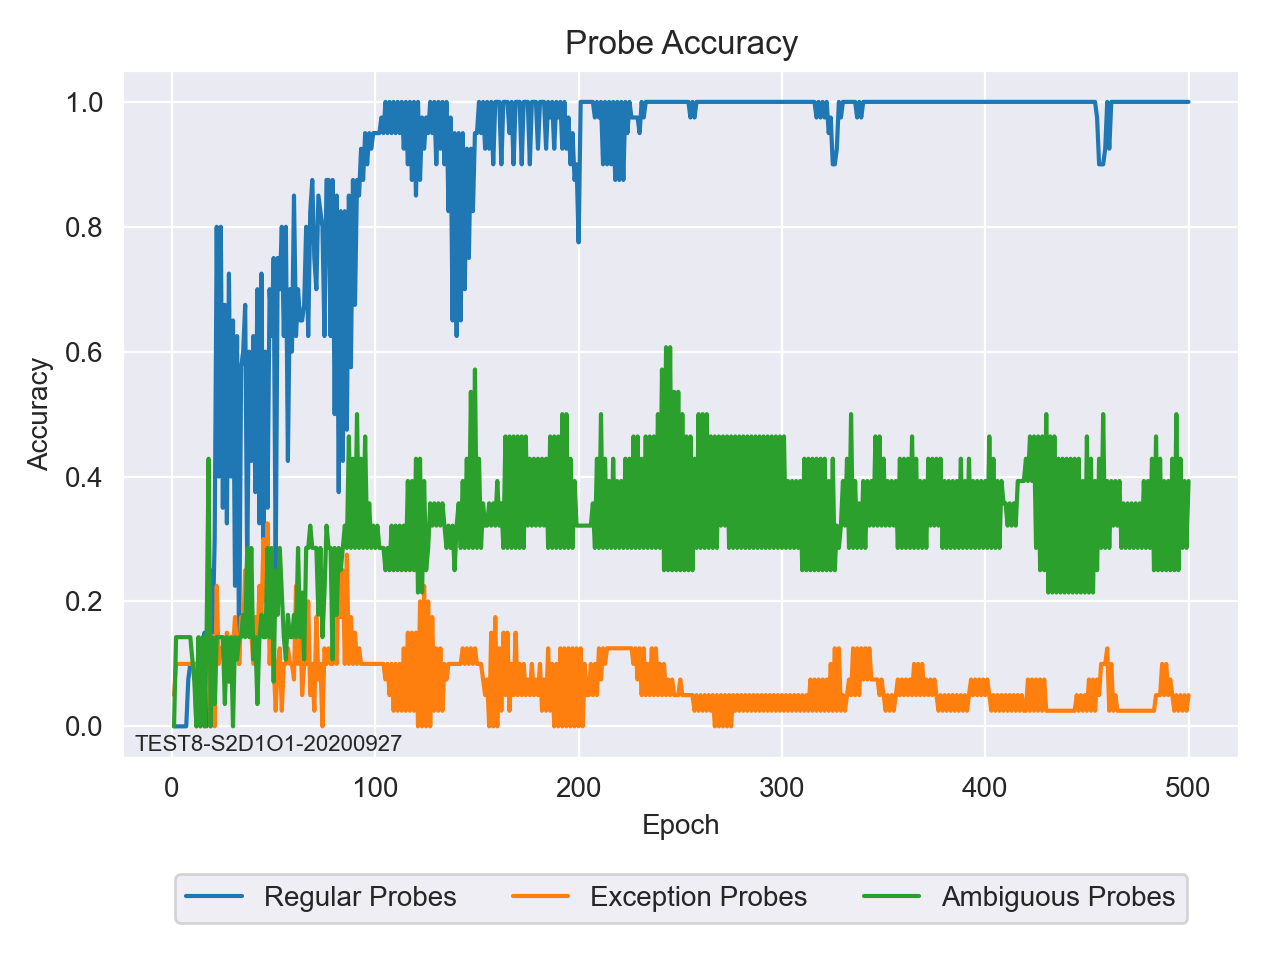 Probe Accuracy
1.0
0.8
0.6
0.4
0.2
0.0
Accuracy
TEST8-S2D1O1-20200927
0 100 200 300 400 500
Epoch
Regular Probes Exception Probes Ambiguous Probes